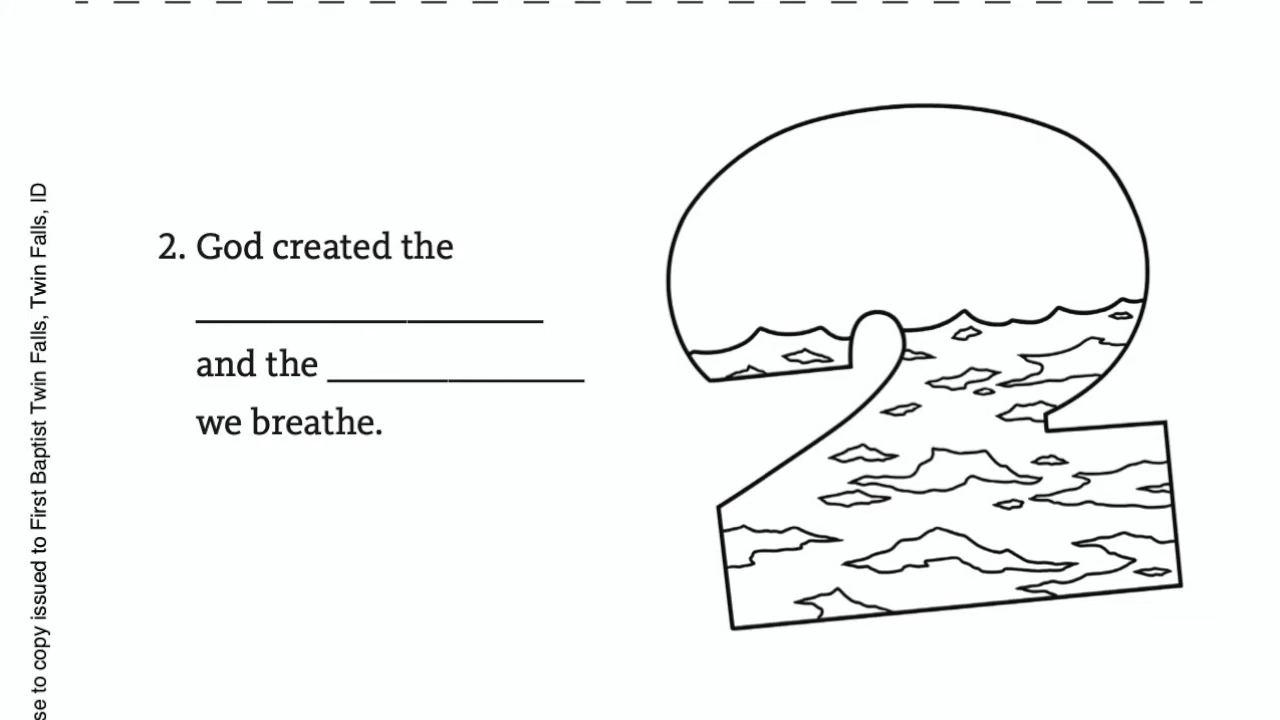 2. God created the
____________________
and the _______________
we breathe.
se to copy issued to First Baptist Twin Falls, Twin Falls, ID